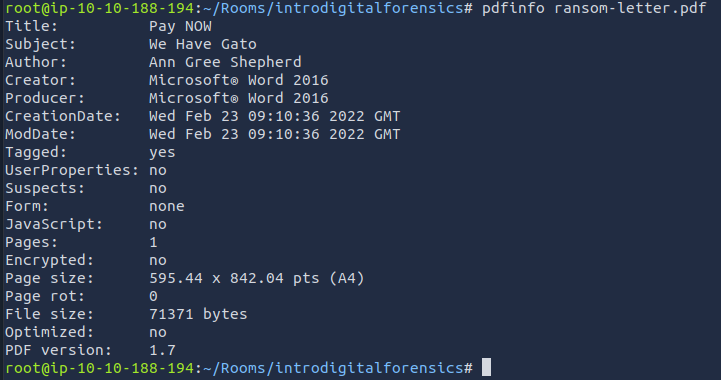 root@ip-10-10-188-194:~/Rooms/introdigitalforensics# pdfinfo ransom-letter.pdf
Title:          Pay NOW
Subject:        We Have Gato
Author:         Ann Gree Shepherd
Creator:        Microsoft® Word 2016
Producer:       Microsoft® Word 2016
CreationDate:   Wed Feb 23 09:10:36 2022 GMT
ModDate:        Wed Feb 23 09:10:36 2022 GMT
Tagged:         yes
UserProperties: no
Suspects:       no
Form:           none
JavaScript:     no
Pages:          1
Encrypted:      no
Page size:      595.44 x 842.04 pts (A4)
Page rot:       0
File size:      71371 bytes
Optimized:      no
PDF version:    1.7
root@ip-10-10-188-194:~/Rooms/introdigitalforensics#